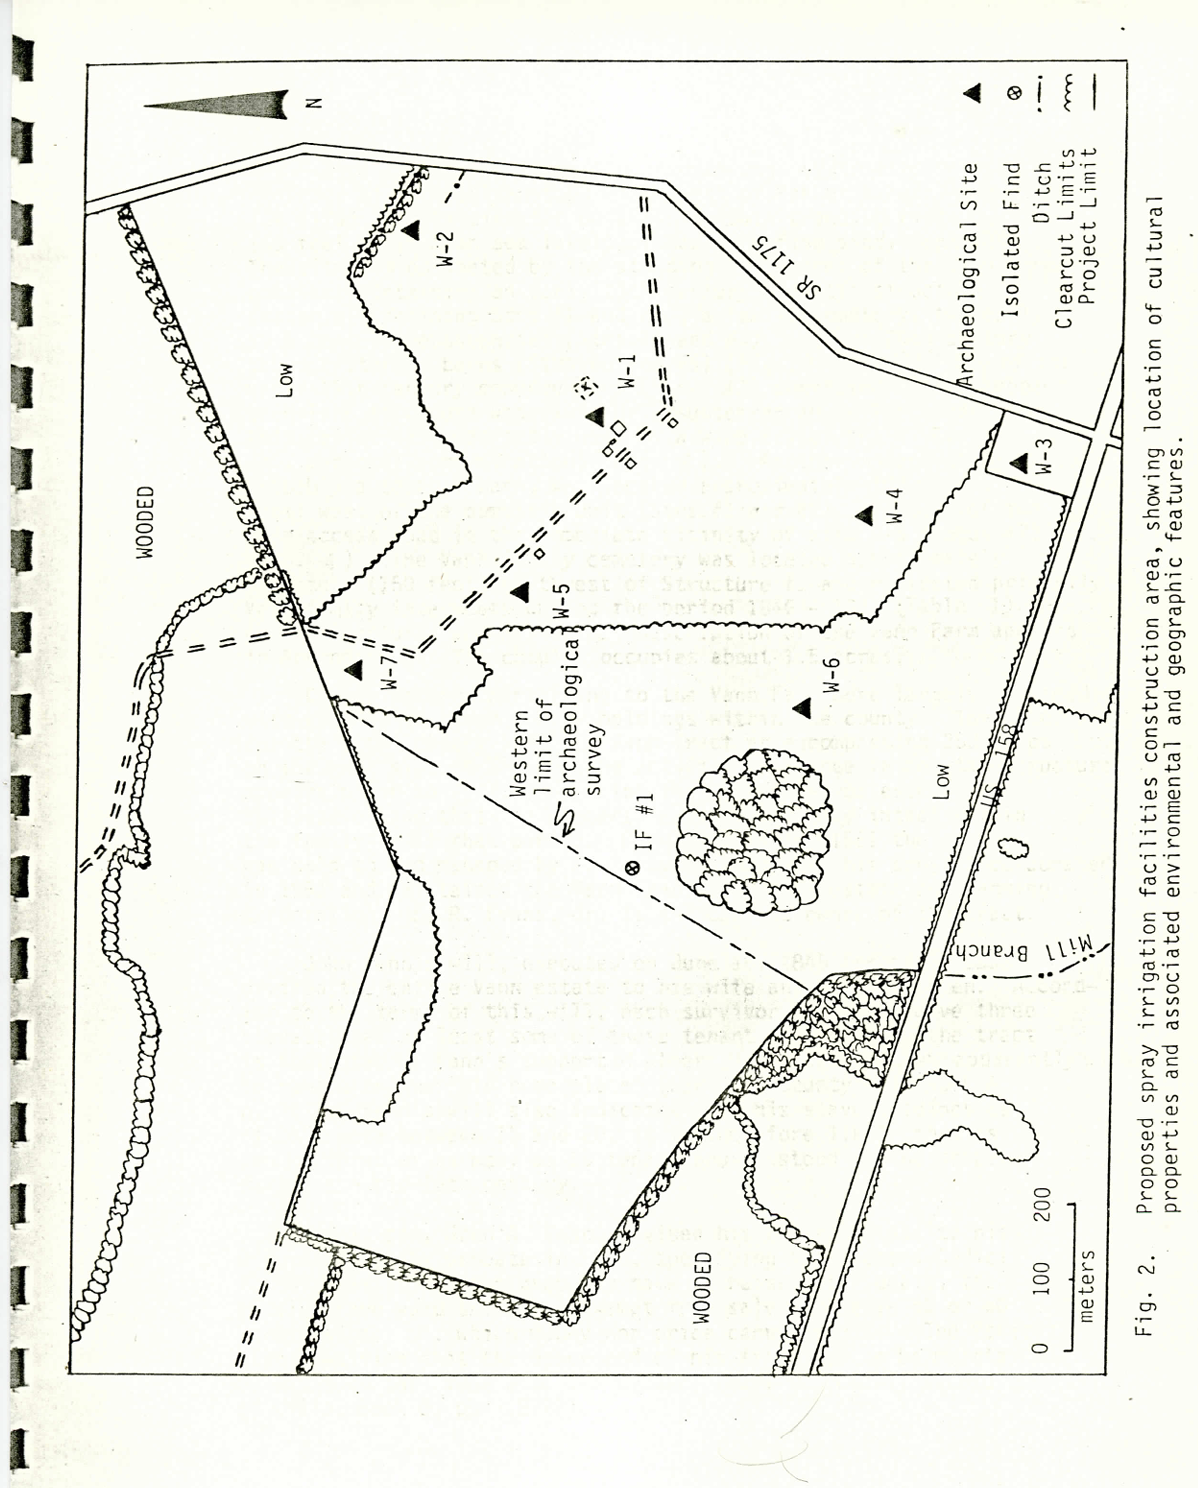 N
WOODED
Low
W-2
W-1
SR 1175
W-4
W-3
W-5
W-7
W-6
Western
limit of
archaeological
survey
IF #1
Low
US 158
Mill Branch
WOODED
Archaeological Site
Isolated Find
Ditch
Clearcut Limits
Project Limit
0 100 200
meters
Fig. 2. Proposed spray irrigation facilities construction area, showing location of cultural
properties and associated environmental and geographic features.